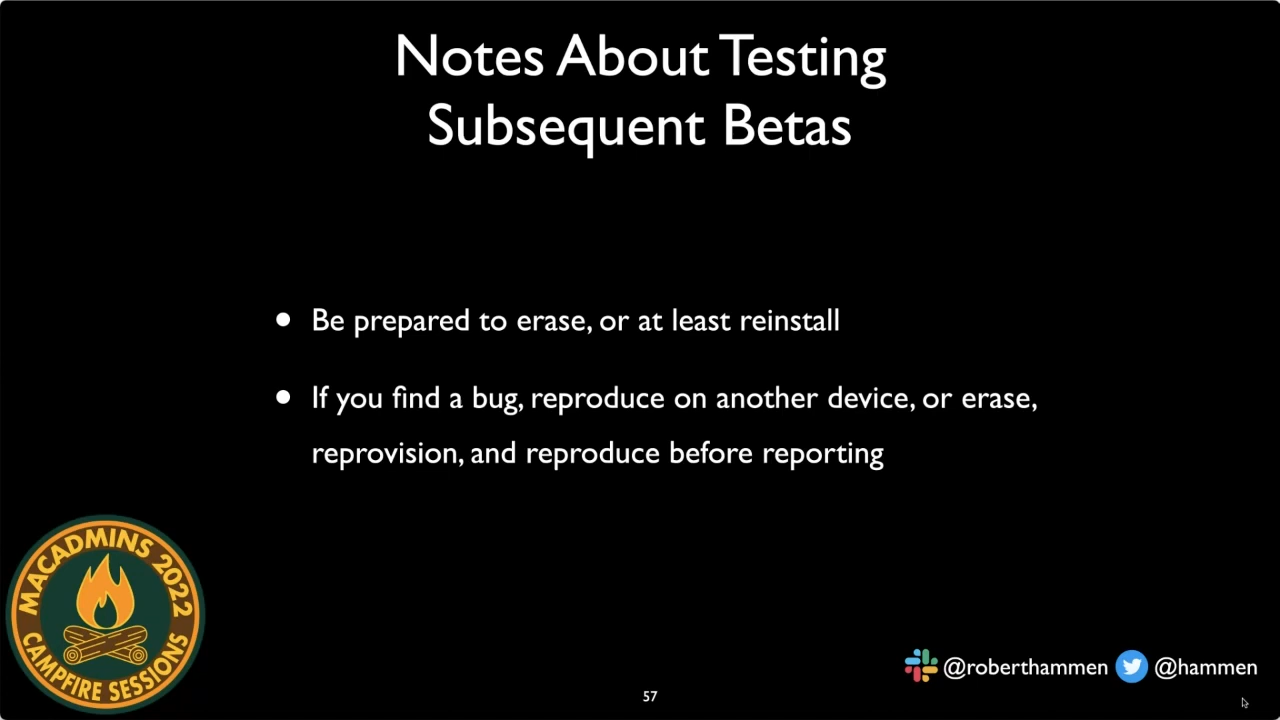 Notes About Testing
Subsequent Betas
• Be prepared to erase, or at least reinstall
• If you find a bug, reproduce on another device, or erase,
reprovision, and reproduce before reporting
MACADMINS 2022
CAMPFIRE SESSIONS
@roberthammen @hammen
57